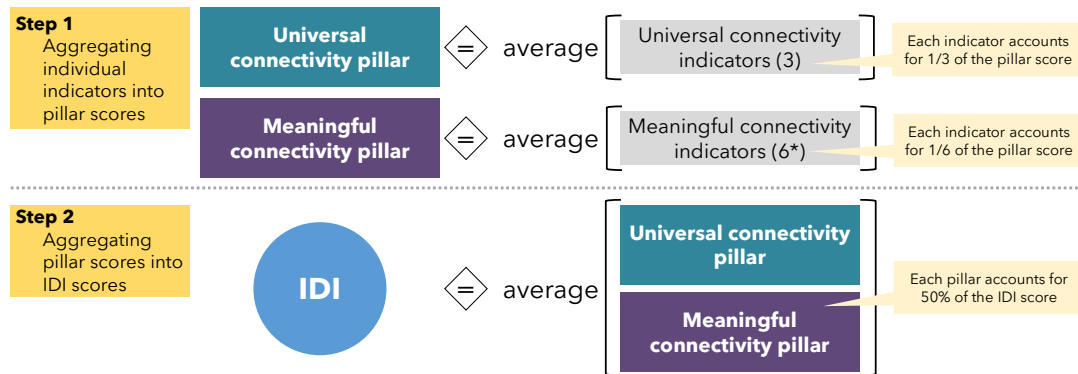 Step 1
Aggregating
individual
indicators into
pillar scores
Universal
connectivity pillar
=
average
Universal connectivity
indicators (3)
Each indicator accounts
for 1/3 of the pillar score
Meaningful
connectivity pillar
=
average
Meaningful connectivity
indicators (6*)
Each indicator accounts
for 1/6 of the pillar score
Step 2
Aggregating
pillar scores into
IDI scores
IDI
=
average
Universal connectivity
pillar
Meaningful
connectivity pillar
Each pillar accounts for
50% of the IDI score